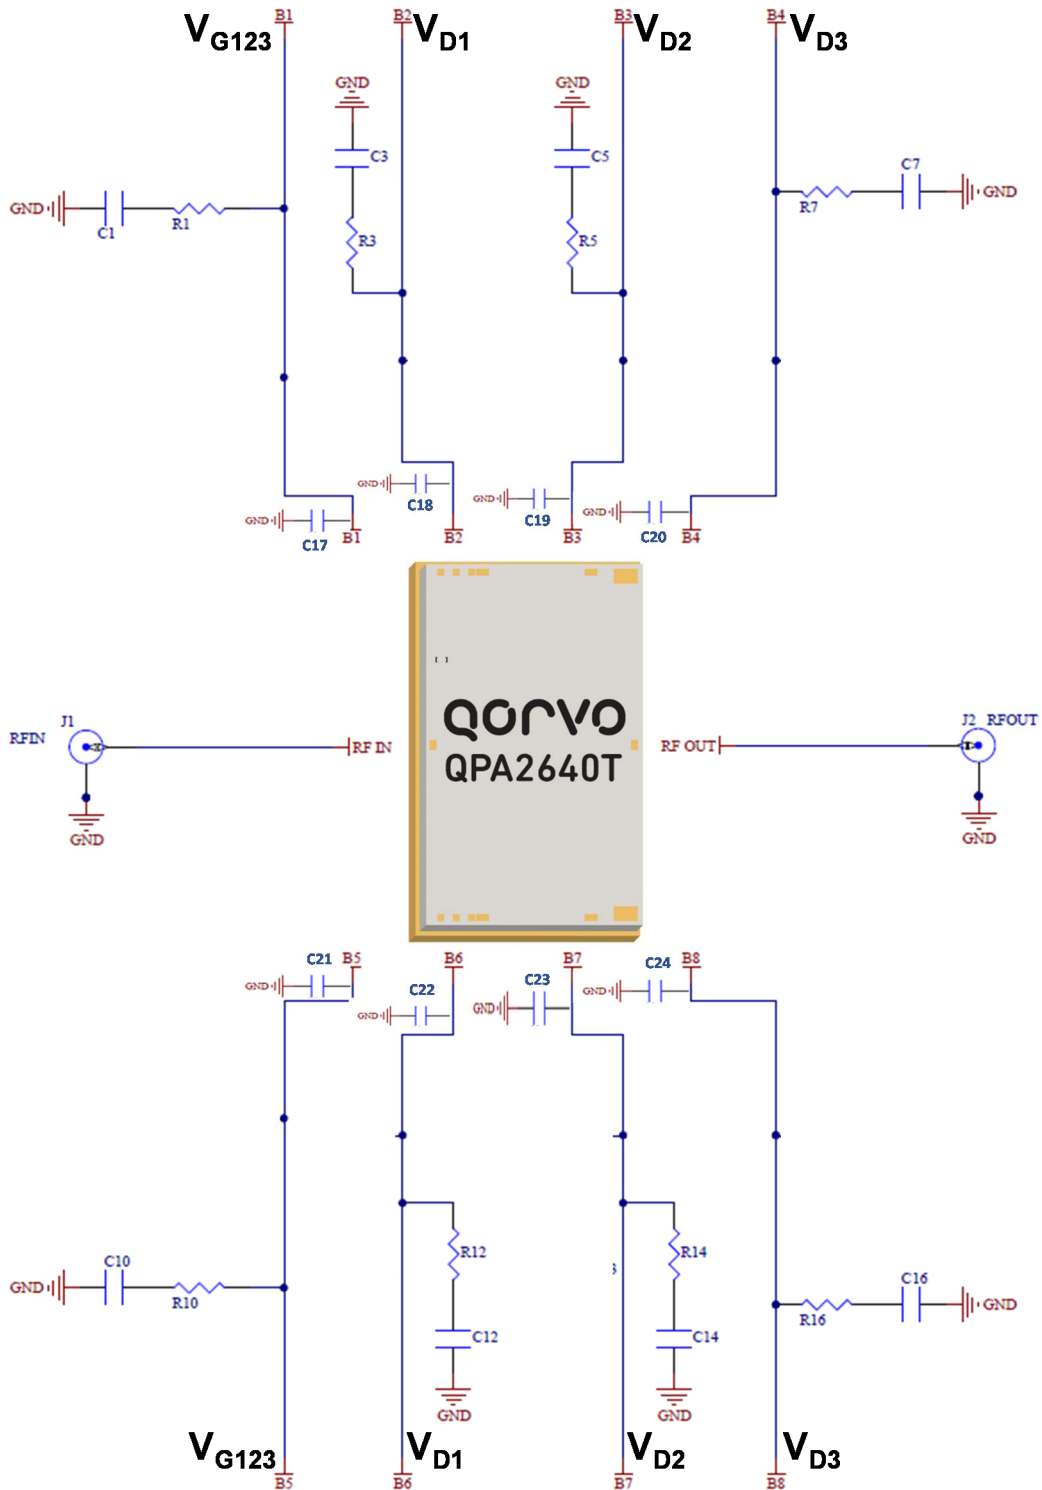 B1 B2 B3 B4
VG123 VD1 VD2 VD3
GND GND
C3 C5 C7
GND C1 R1 R3 R5 R7 GND
GND C18 GND C19 GND C20
GND C17 B1 B2 B3 B4
QORVO
QPA2640T
RFIN J1 RF IN RF OUT J2 RFOUT
GND GND
C21 B5 B6 B7 C24 B8
GND C22 C23 GND
GND GND
C10 R12 R14 C16
GND R10 R16 GND
C12 C14
GND GND
VG123 VD1 VD2 VD3
B5 B6 B7 B8